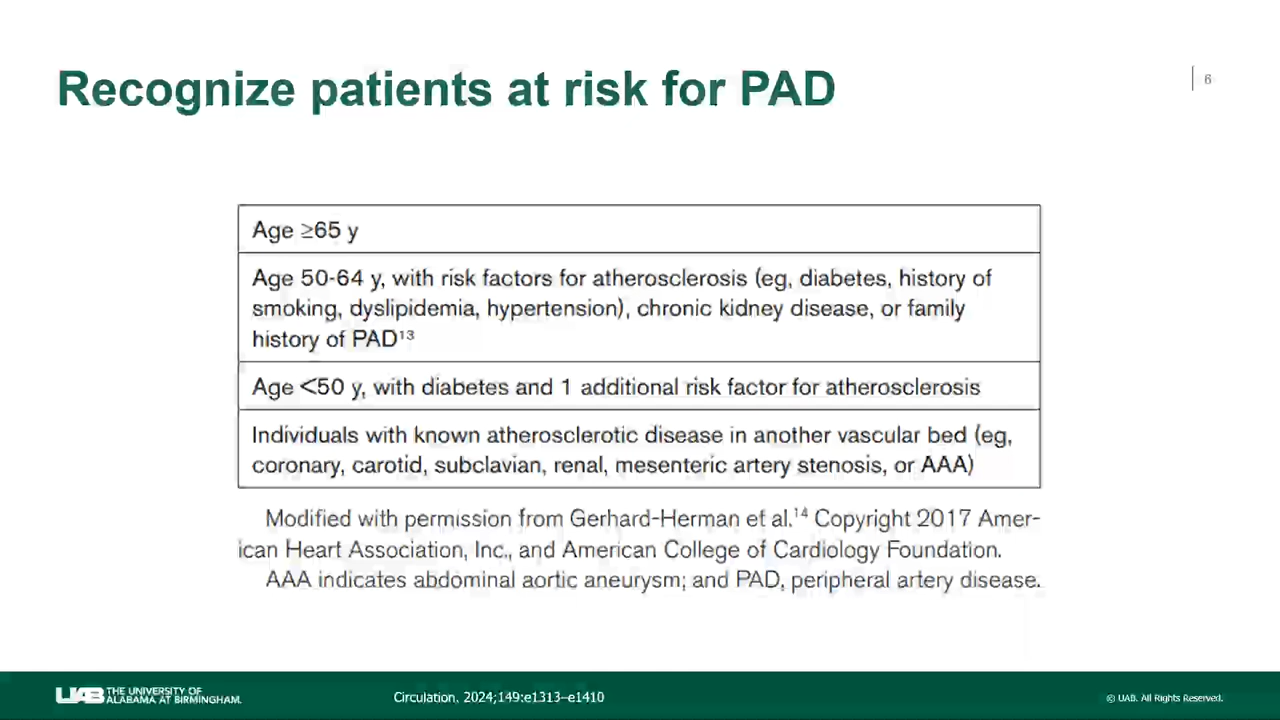 Recognize patients at risk for PAD
6
Age ≥65 y
Age 50-64 y, with risk factors for atherosclerosis (eg, diabetes, history of
smoking, dyslipidemia, hypertension), chronic kidney disease, or family
history of PAD¹³
Age <50 y, with diabetes and 1 additional risk factor for atherosclerosis
Individuals with known atherosclerotic disease in another vascular bed (eg,
coronary, carotid, subclavian, renal, mesenteric artery stenosis, or AAA)
Modified with permission from Gerhard-Herman et al.¹⁴ Copyright 2017 Amer-
ican Heart Association, Inc., and American College of Cardiology Foundation.
AAA indicates abdominal aortic aneurysm; and PAD, peripheral artery disease.
UAB THE UNIVERSITY OF
ALABAMA AT BIRMINGHAM.
Circulation. 2024;149:e1313–e1410
© UAB. All Rights Reserved.